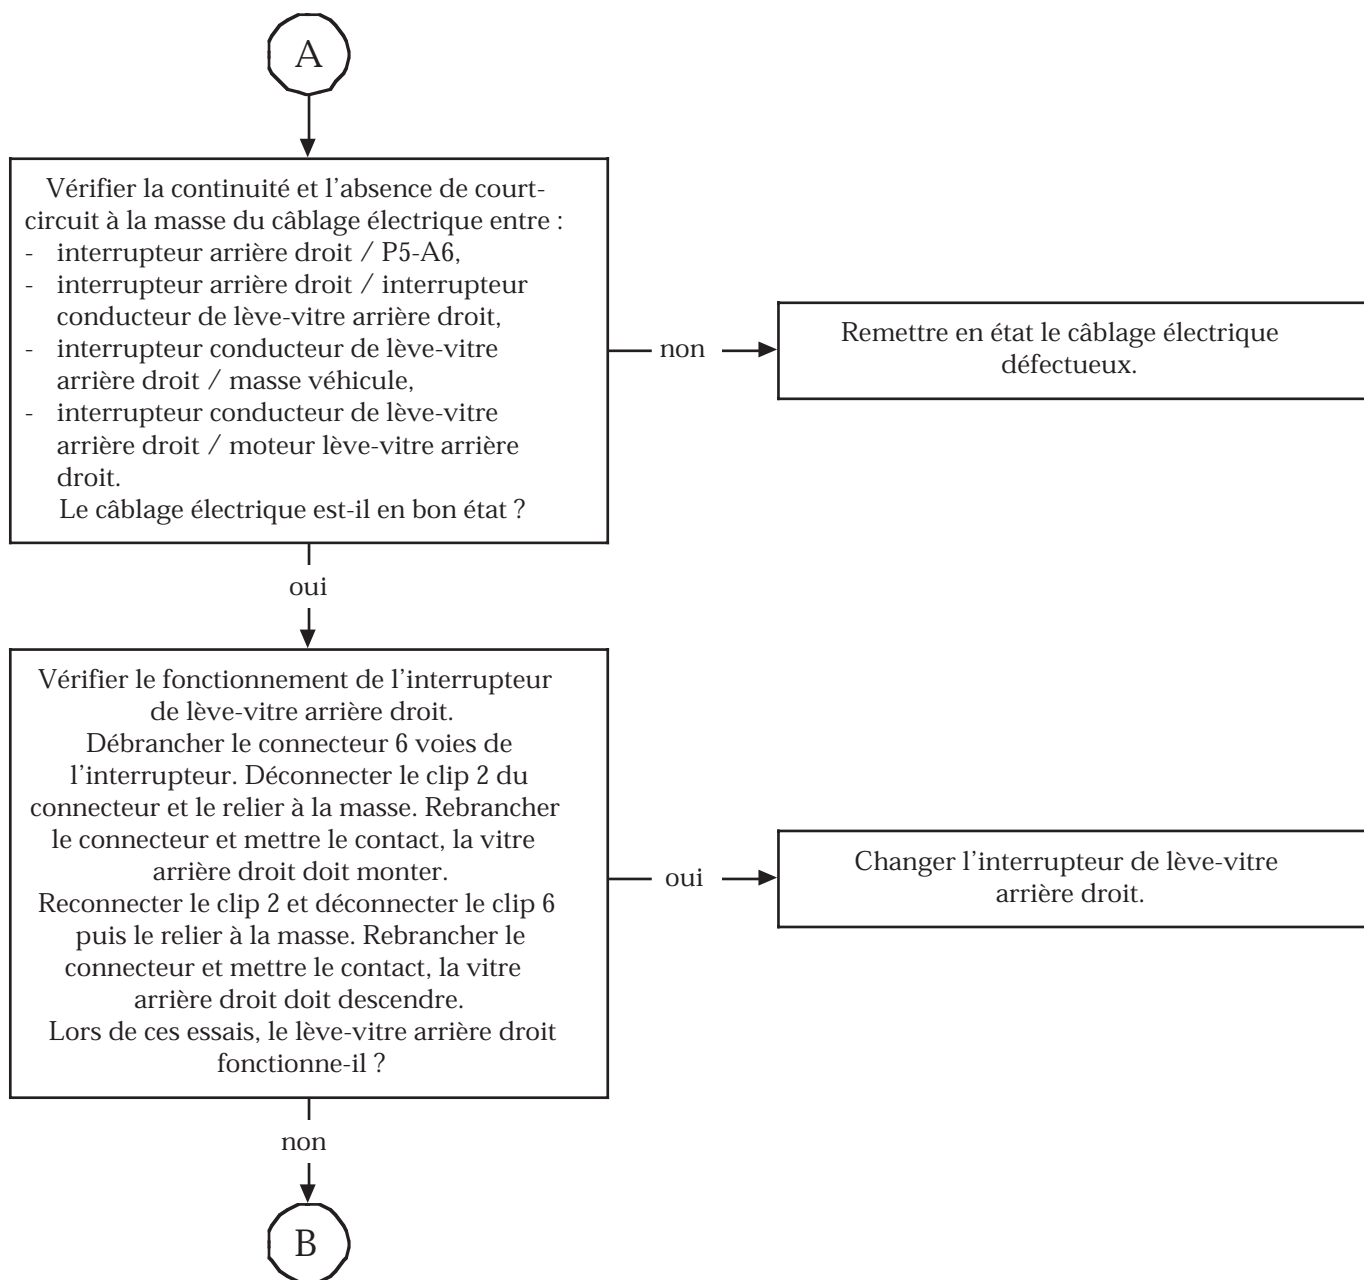 A
Vérifier la continuité et l’absence de court-
circuit à la masse du câblage électrique entre :
- interrupteur arrière droit / P5-A6,
- interrupteur arrière droit / interrupteur
conducteur de lève-vitre arrière droit,
- interrupteur conducteur de lève-vitre
arrière droit / masse véhicule,
- interrupteur conducteur de lève-vitre
arrière droit / moteur lève-vitre arrière
droit.
Le câblage électrique est-il en bon état ?
non
Remettre en état le câblage électrique
défectueux.
oui
Vérifier le fonctionnement de l’interrupteur
de lève-vitre arrière droit.
Débrancher le connecteur 6 voies de
l’interrupteur. Déconnecter le clip 2 du
connecteur et le relier à la masse. Rebrancher
le connecteur et mettre le contact, la vitre
arrière droit doit monter.
Reconnecter le clip 2 et déconnecter le clip 6
puis le relier à la masse. Rebrancher le
connecteur et mettre le contact, la vitre
arrière droit doit descendre.
Lors de ces essais, le lève-vitre arrière droit
fonctionne-il ?
oui
Changer l’interrupteur de lève-vitre
arrière droit.
non
B